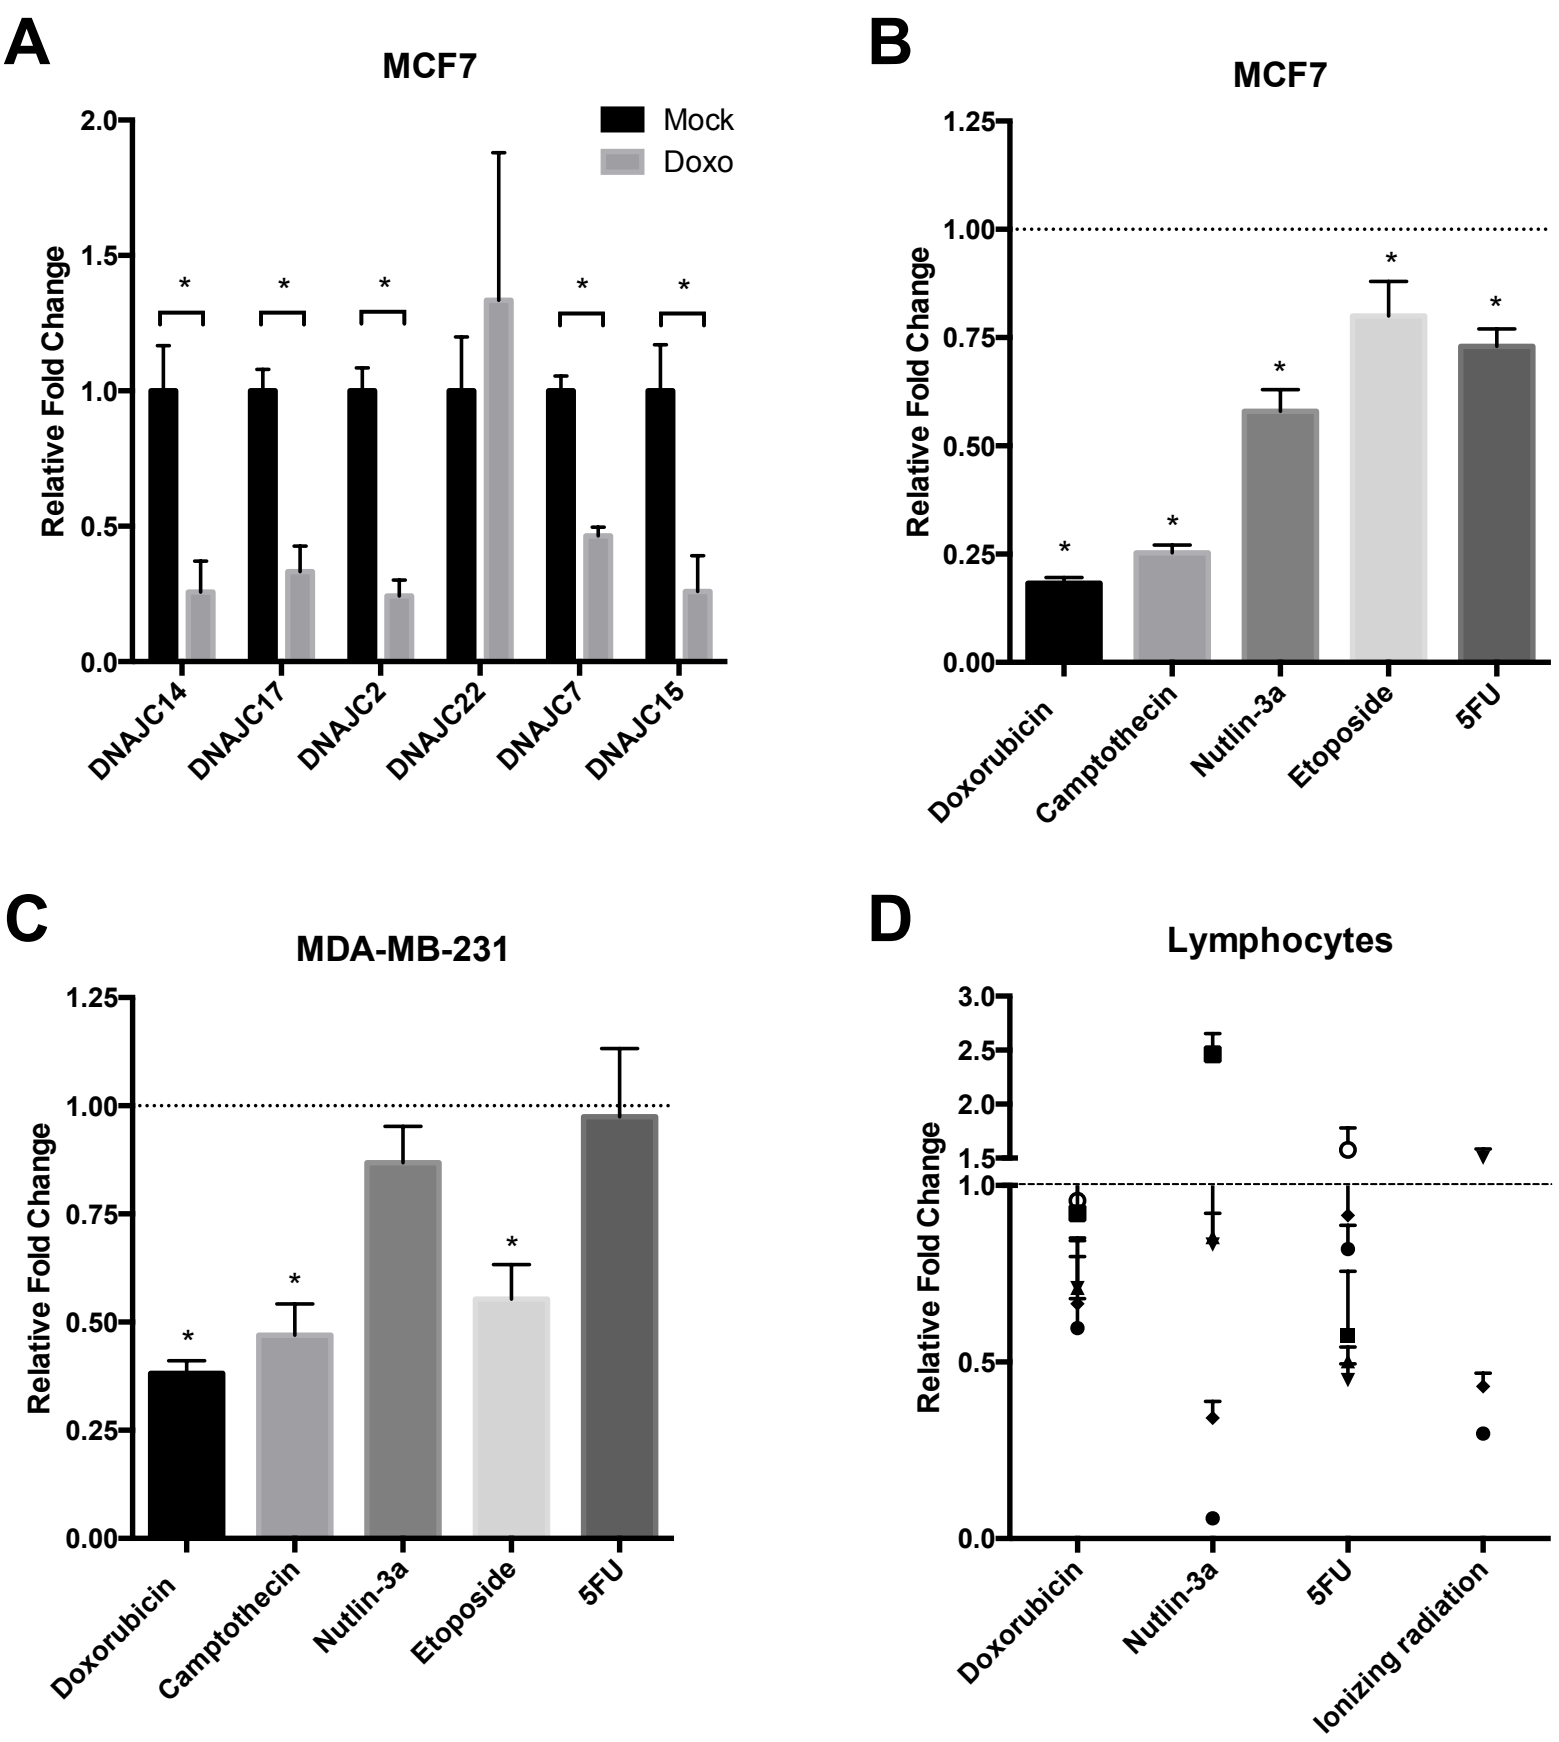 A
MCF7
Mock
Doxo
Relative Fold Change
2.0
1.5
1.0
0.5
0.0
* * * * *
DNAJC14 DNAJC17 DNAJC2 DNAJC22 DNAJC7 DNAJC15
B
MCF7
Relative Fold Change
1.25
1.00
0.75
0.50
0.25
0.00
* * * * *
Doxorubicin Camptothecin Nutlin-3a Etoposide 5FU
C
MDA-MB-231
Relative Fold Change
1.25
1.00
0.75
0.50
0.25
0.00
* * *
Doxorubicin Camptothecin Nutlin-3a Etoposide 5FU
D
Lymphocytes
Relative Fold Change
3.0
2.5
2.0
1.5
1.0
0.5
0.0
Doxorubicin Nutlin-3a 5FU Ionizing radiation